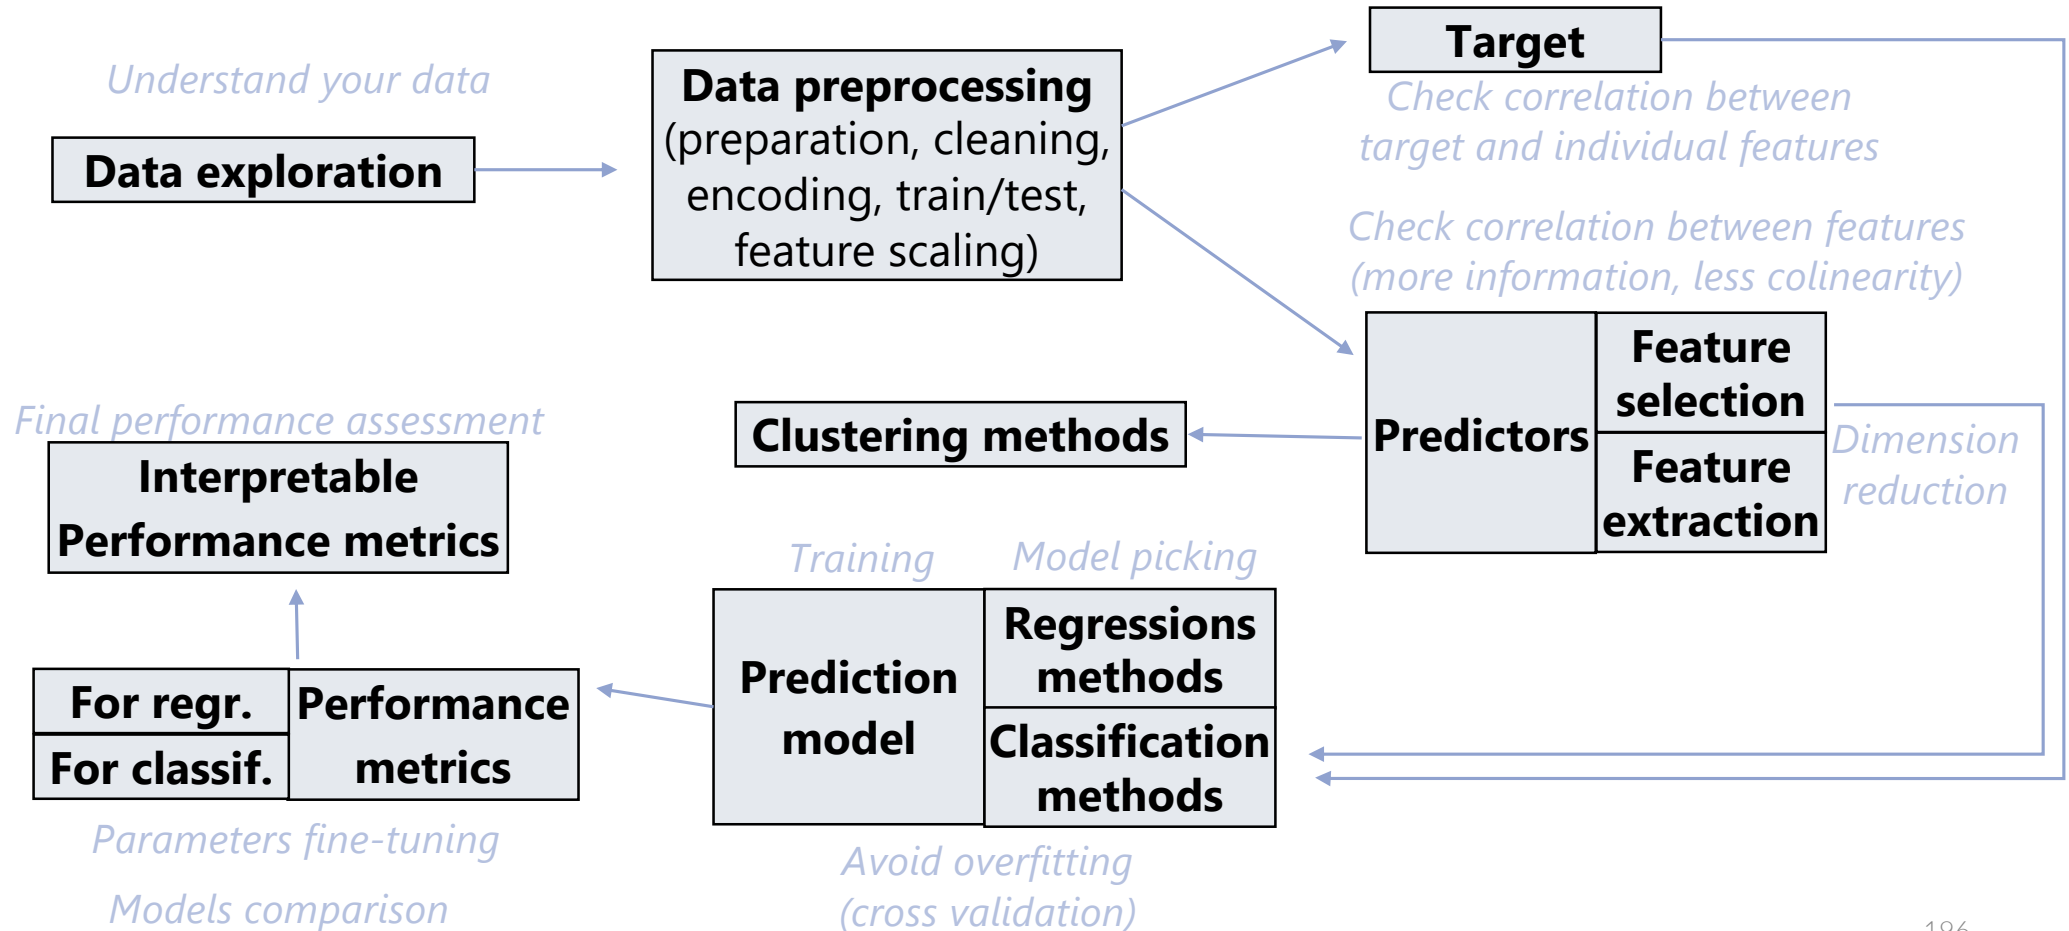 Understand your data
Data exploration
Data preprocessing
(preparation, cleaning,
encoding, train/test,
feature scaling)
Target
Check correlation between
target and individual features
Check correlation between features
(more information, less colinearity)
Predictors
Feature
selection
Feature
extraction
Dimension
reduction
Clustering methods
Training
Model picking
Prediction
model
Regressions
methods
Classification
methods
Avoid overfitting
(cross validation)
Final performance assessment
Interpretable
Performance metrics
For regr.
For classif.
Performance
metrics
Parameters fine-tuning
Models comparison
196